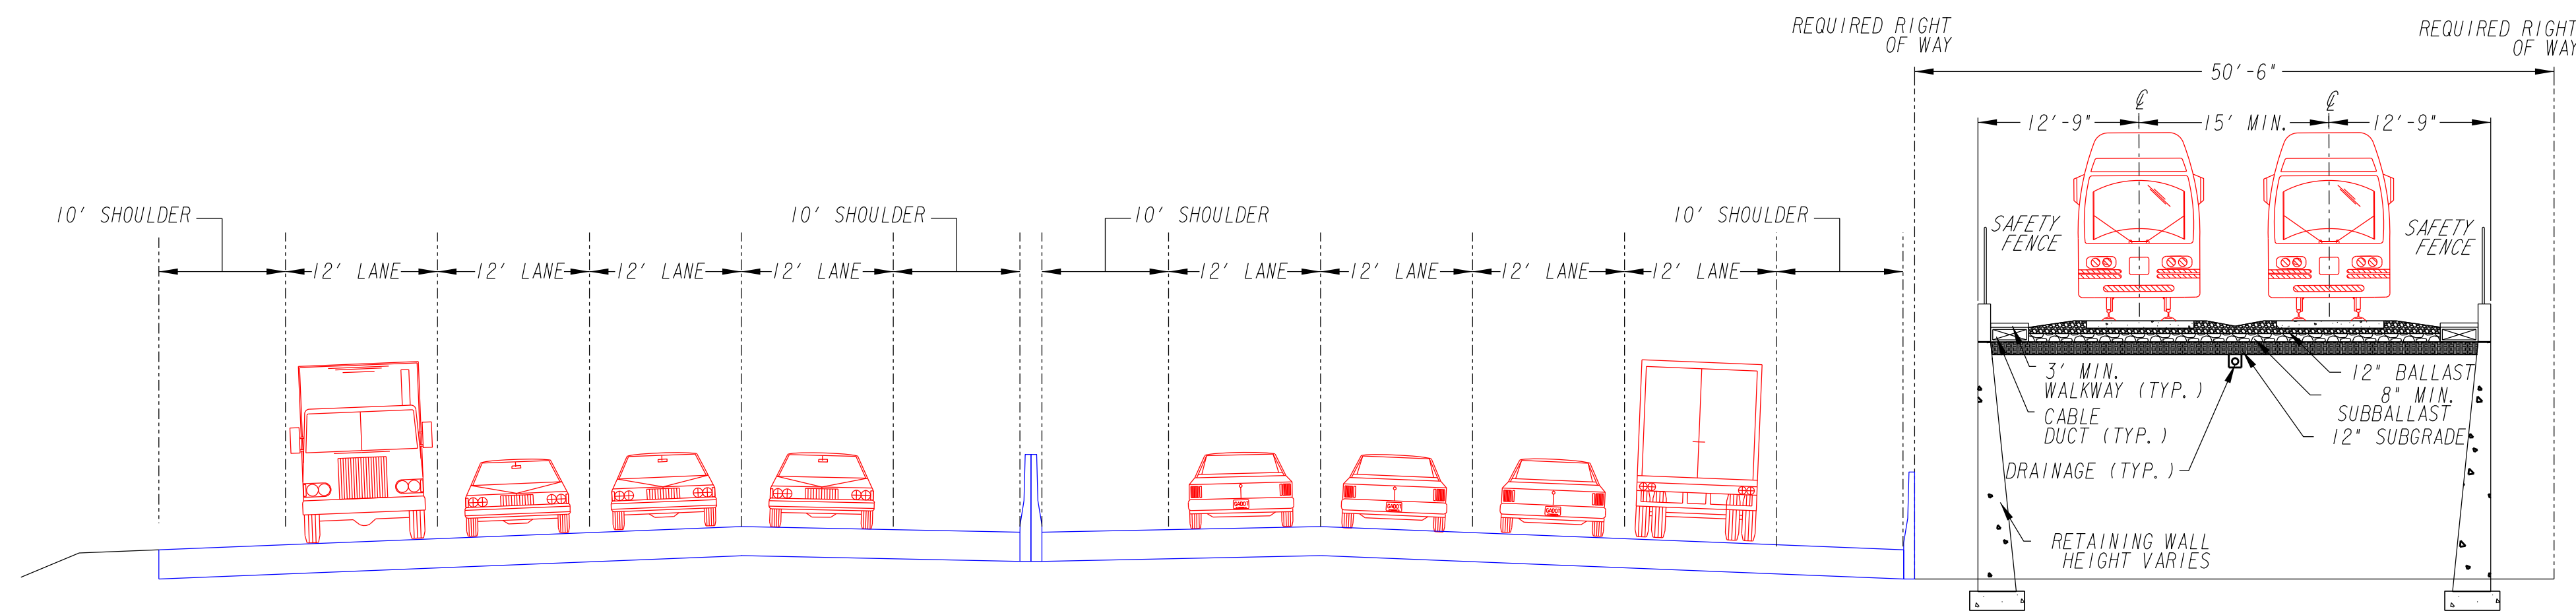 REQUIRED RIGHT
OF WAY
REQUIRED RIGHT
OF WAY
50'-6"
℄
℄
12'-9"
15' MIN.
12'-9"
10' SHOULDER
10' SHOULDER
10' SHOULDER
10' SHOULDER
SAFETY
FENCE
SAFETY
FENCE
12' LANE
12' LANE
12' LANE
12' LANE
12' LANE
12' LANE
12' LANE
12' LANE
3' MIN.
WALKWAY (TYP.)
CABLE
DUCT (TYP.)
12" BALLAST
8" MIN.
SUBBALLAST
12" SUBGRADE
DRAINAGE (TYP.)
GADOT
GADOT
GADOT
RETAINING WALL
HEIGHT VARIES